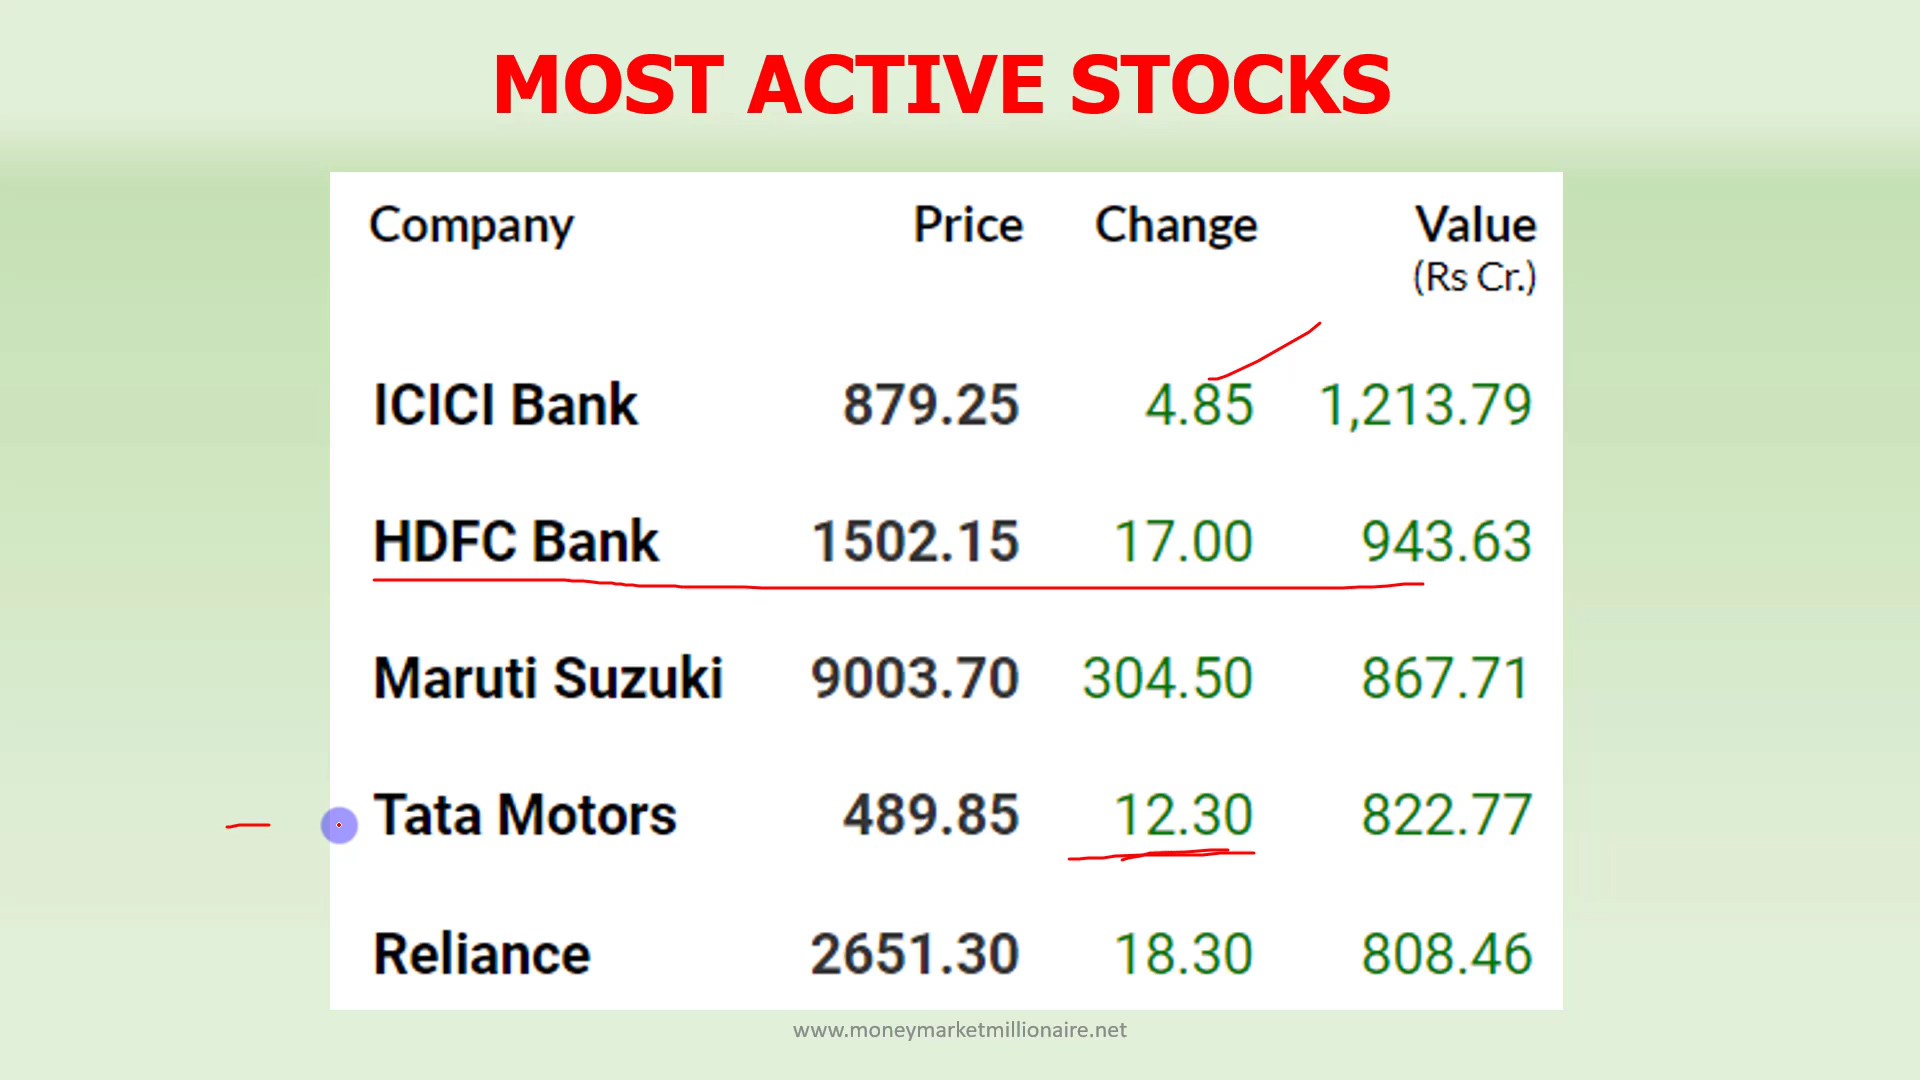 MOST ACTIVE STOCKS
Company Price Change Value
(Rs Cr.)
ICICI Bank 879.25 4.85 1,213.79
HDFC Bank 1502.15 17.00 943.63
Maruti Suzuki 9003.70 304.50 867.71
Tata Motors 489.85 12.30 822.77
Reliance 2651.30 18.30 808.46
www.moneymarketmillionaire.net